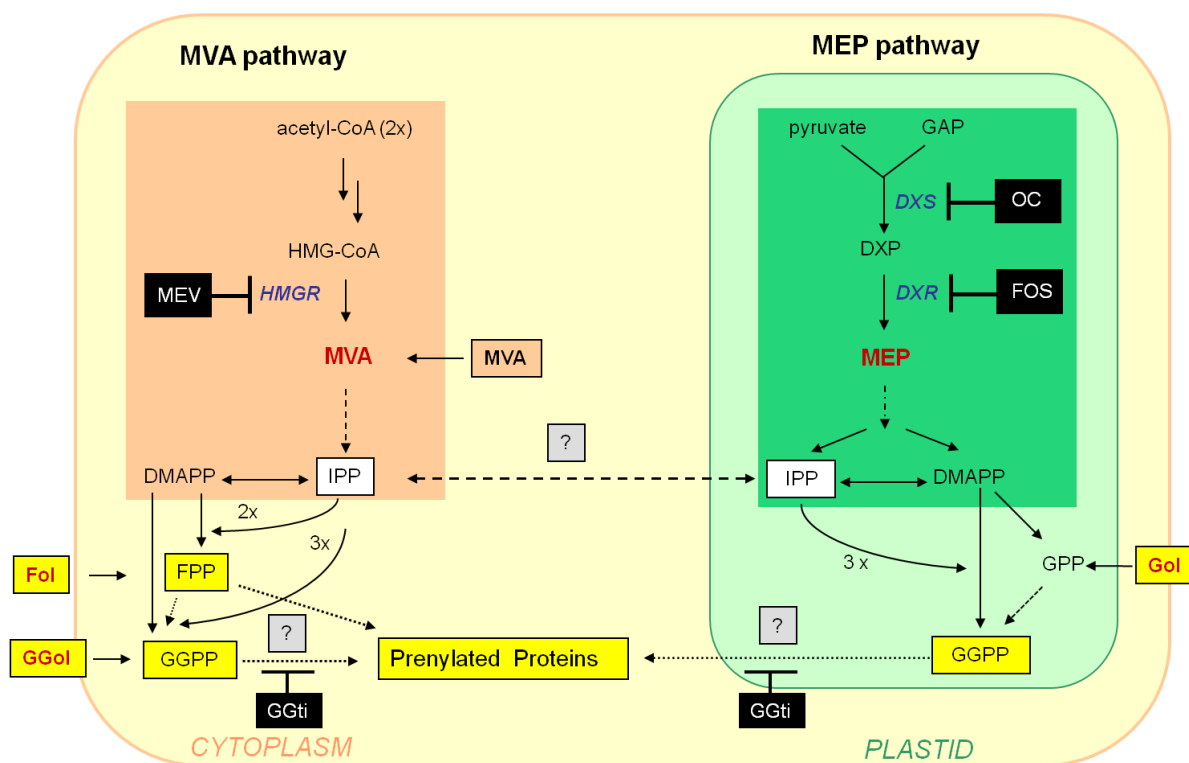 MVA pathway
MEP pathway
acetyl-CoA (2x)
pyruvate
GAP
DXS
OC
DXP
HMG-CoA
MEV
HMGR
DXR
FOS
MVA
MVA
MEP
?
DMAPP
IPP
IPP
DMAPP
2x
3x
Fol
FPP
3 x
GPP
Gol
?
?
GGol
GGPP
Prenylated Proteins
GGPP
GGti
GGti
CYTOPLASM
PLASTID